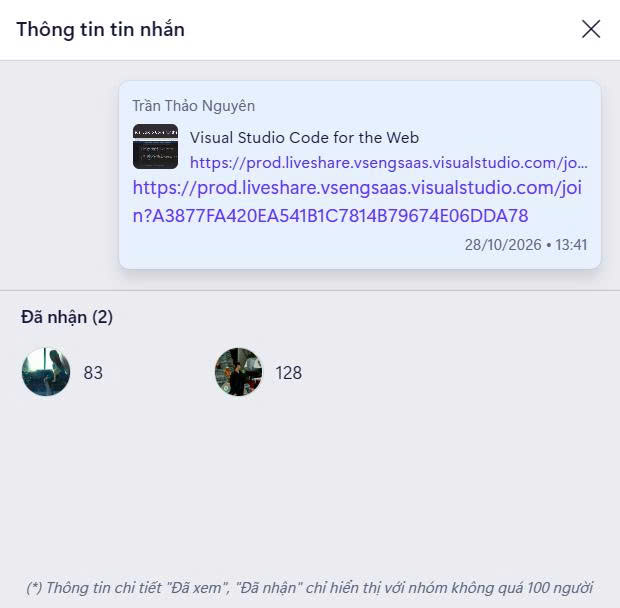 Thông tin tin nhắn
Trần Thảo Nguyên
Visual Studio Code for the Web
https://prod.liveshare.vsengsaas.visualstudio.com/jo...
https://prod.liveshare.vsengsaas.visualstudio.com/joi
n?A3877FA420EA541B1C7814B79674E06DDA78
28/10/2026 • 13:41
Đã nhận (2)
83
128
(*) Thông tin chi tiết "Đã xem", "Đã nhận" chỉ hiển thị với nhóm không quá 100 người